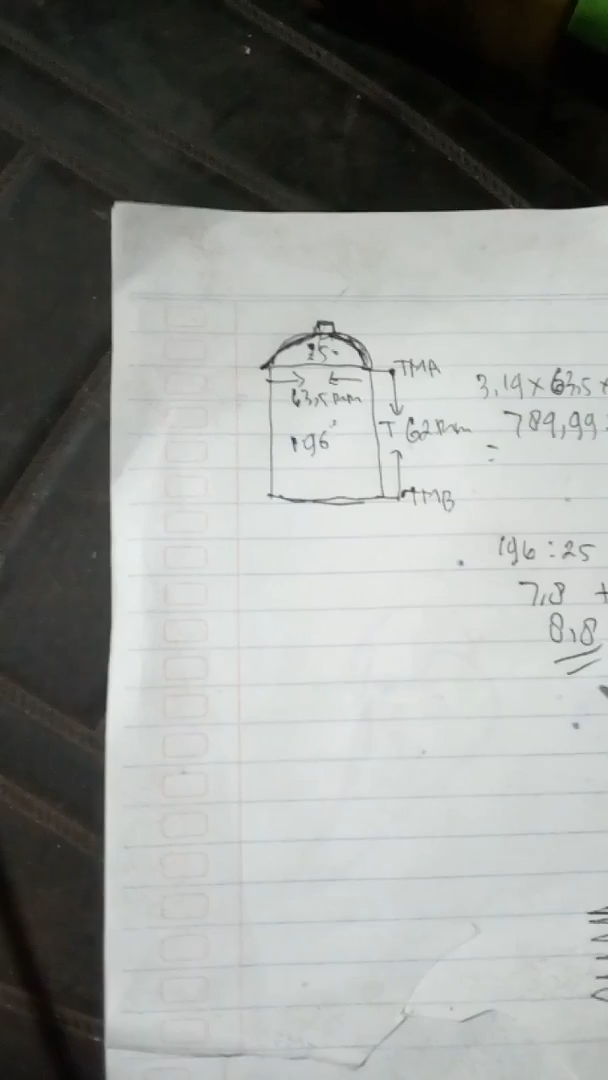 25
TMA
63,5 mm
3,14 x 63,5 x
196
T 62 mm
789,99
=
TMB
196 : 25
7,8 +
8,8